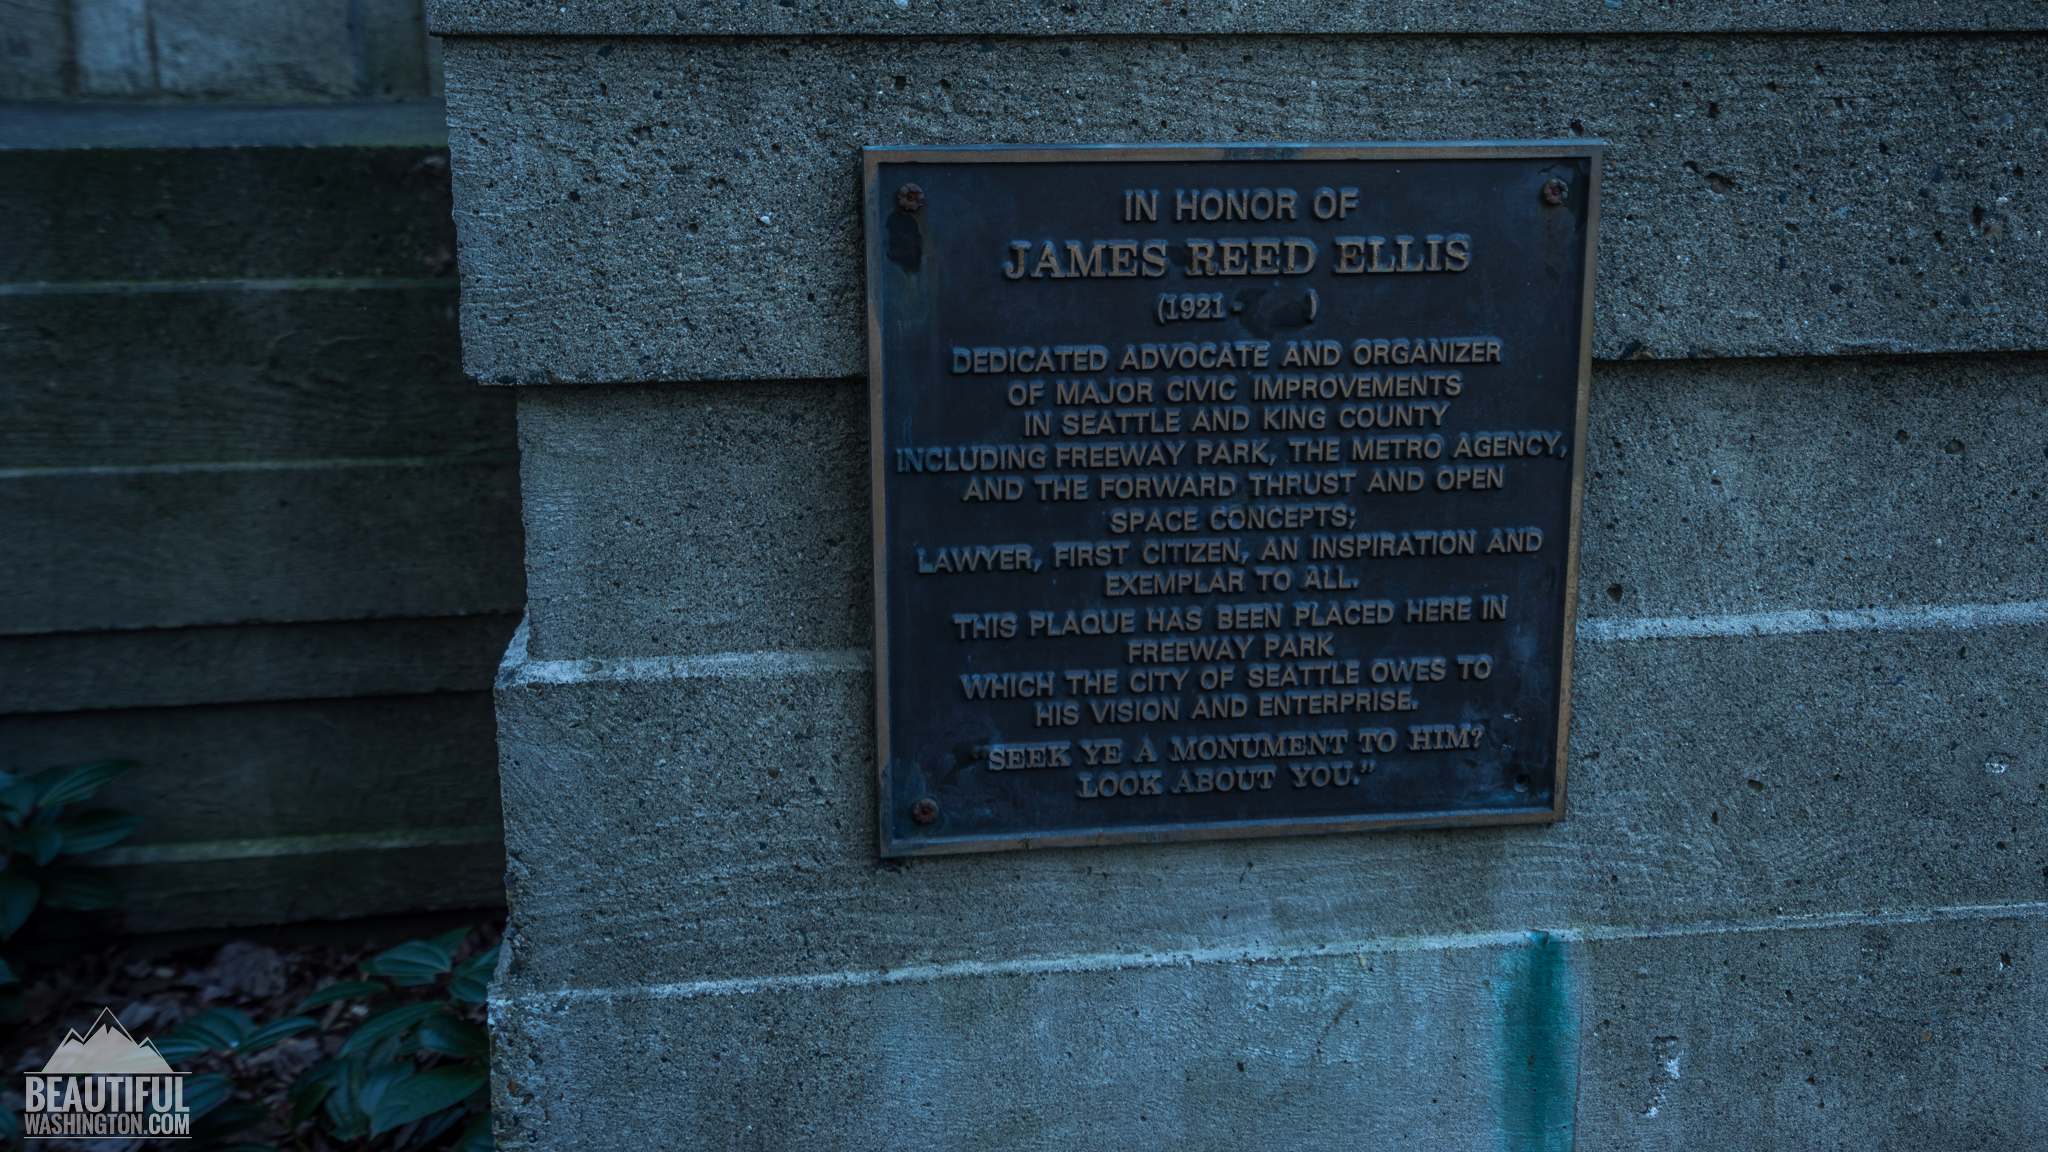 IN HONOR OF
JAMES REED ELLIS
(1921 - )
DEDICATED ADVOCATE AND ORGANIZER
OF MAJOR CIVIC IMPROVEMENTS
IN SEATTLE AND KING COUNTY
INCLUDING FREEWAY PARK, THE METRO AGENCY,
AND THE FORWARD THRUST AND OPEN
SPACE CONCEPTS;
LAWYER, FIRST CITIZEN, AN INSPIRATION AND
EXEMPLAR TO ALL.
THIS PLAQUE HAS BEEN PLACED HERE IN
FREEWAY PARK
WHICH THE CITY OF SEATTLE OWES TO
HIS VISION AND ENTERPRISE.
"SEEK YE A MONUMENT TO HIM?
LOOK ABOUT YOU."
BEAUTIFUL
WASHINGTON.COM